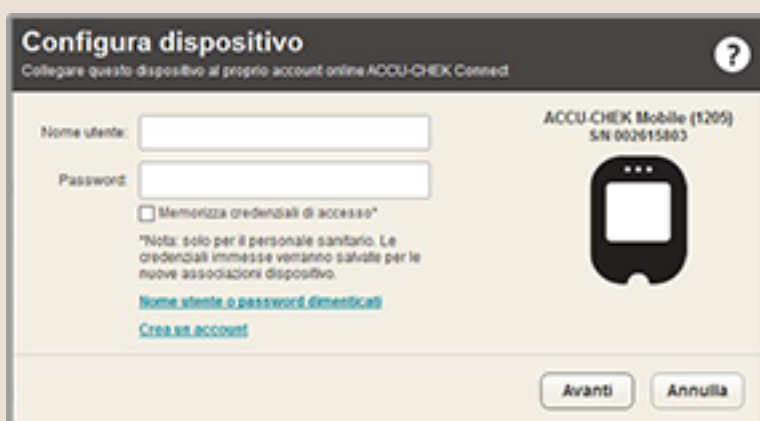 Configura dispositivo
Collegare questo dispositivo al proprio account online ACCU-CHEK Connect
?
Nome utente:
Password:
Memorizza credenziali di accesso*
*Nota: solo per il personale sanitario. Le
credenziali immesse verranno salvate per le
nuove associazioni dispositivo.
Nome utente o password dimenticati
Crea un account
ACCU-CHEK Mobile (1205)
S/N 002615803
Avanti
Annulla